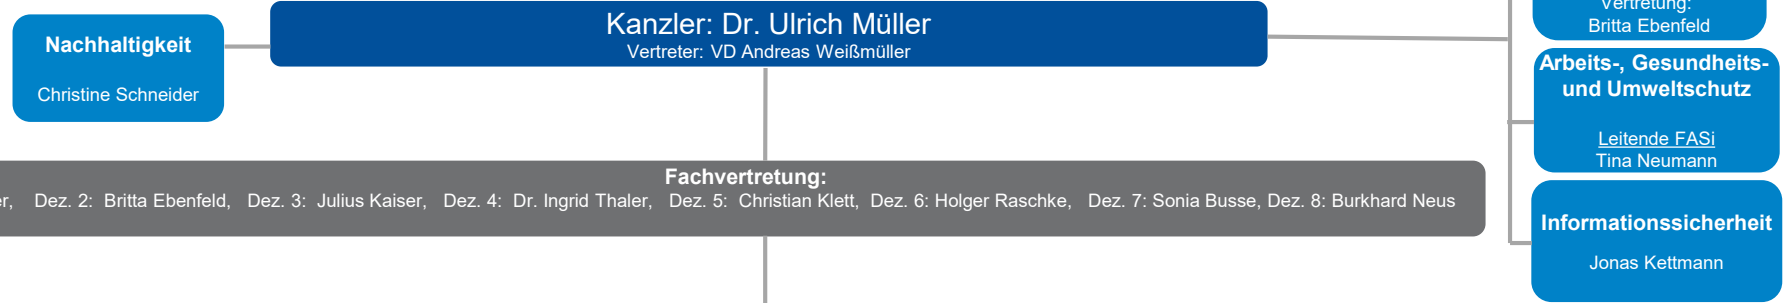 Nachhaltigkeit
Christine Schneider
Kanzler: Dr. Ulrich Müller
Vertreter: VD Andreas Weißmüller
Vertretung:
Britta Ebenfeld
Arbeits-, Gesundheits-
und Umweltschutz
Leitende FASi
Tina Neumann
Fachvertretung:
Dez. 2: Britta Ebenfeld, Dez. 3: Julius Kaiser, Dez. 4: Dr. Ingrid Thaler, Dez. 5: Christian Klett, Dez. 6: Holger Raschke, Dez. 7: Sonia Busse, Dez. 8: Burkhard Neus
Informationssicherheit
Jonas Kettmann